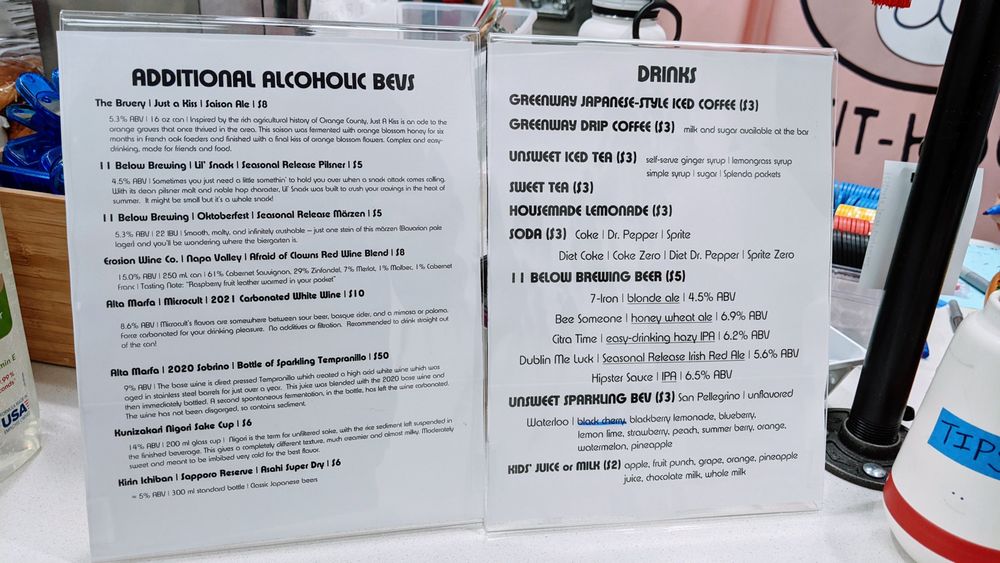 ADDITIONAL ALCOHOLIC BEVS
The Bruery | Just a Kiss | Saison Ale | $8
5.3% ABV | 16 oz can | Inspired by the rich agricultural history of Orange County, Just A Kiss is an ode to the
orange groves that once thrived in the area. This saison was fermented with orange blossom honey for six
months in French oak foeders and finished with a final kiss of orange blossom flowers. Complex and easy-
drinking, made for friends and food.
11 Below Brewing | Lil' Snack | Seasonal Release Pilsner | $5
4.5% ABV | Sometimes you just need a little somethin' to hold you over when a snack attack comes calling.
With its clean pilsner malt and noble hop character, Lil' Snack was built to crush your cravings in the heat of
summer. It might be small but it's a whole snack!
11 Below Brewing | Oktoberfest | Seasonal Release Märzen | $5
5.3% ABV | 22 IBU | Smooth, malty, and infinitely crushable – just one stein of this märzen (Bavarian pale
lager) and you'll be wondering where the biergarten is.
Erosion Wine Co. | Napa Valley | Afraid of Clowns Red Wine Blend | $8
15.0% ABV | 250 ml can | 61% Cabernet Sauvignon, 29% Zinfandel, 7% Merlot, 1% Malbec, 1% Cabernet
Franc | Tasting Note: "Raspberry fruit leather warmed in your pocket"
Alta Marfa | Microcult | 2021 Carbonated White Wine | $10
8.6% ABV | Microcult's flavors are somewhere between sour beer, basque cider, and a mimosa or paloma.
Force carbonated for your drinking pleasure. No additives or filtration. Recommended to drink straight out
of the can!
Alta Marfa | 2020 Sobrino | Bottle of Sparkling Tempranillo | $50
9% ABV | The base wine is direct pressed Tempranillo which created a high acid white wine which was
aged in stainless steel barrels for just over a year. This juice was blended with the 2020 base wine and
then immediately bottled. A second spontaneous fermentation, in the bottle, has left the wine carbonated.
The wine has not been disgorged, so contains sediment.
Kunizakari Nigori Sake Cup | $6
14% ABV | 200 ml glass cup | Nigori is the term for unfiltered sake, with the rice sediment left suspended in
the finished beverage. This gives a completely different texture, much creamier and almost milky. Moderately
sweet and meant to be imbibed very cold for the best flavor.
Kirin Ichiban | Sapporo Reserve | Asahi Super Dry | $6
≈ 5% ABV | 300 ml standard bottle | Classic Japanese beers
DRINKS
GREENWAY JAPANESE-STYLE ICED COFFEE ($3)
GREENWAY DRIP COFFEE ($3) milk and sugar available at the bar
UNSWEET ICED TEA ($3) self-serve ginger syrup | lemongrass syrup
simple syrup | sugar | Splenda packets
SWEET TEA ($3)
HOUSEMADE LEMONADE ($3)
SODA ($3) Coke | Dr. Pepper | Sprite
Diet Coke | Coke Zero | Diet Dr. Pepper | Sprite Zero
11 BELOW BREWING BEER ($5)
7-Iron | blonde ale | 4.5% ABV
Bee Someone | honey wheat ale | 6.9% ABV
Citra Time | easy-drinking hazy IPA | 6.2% ABV
Dublin Me Luck | Seasonal Release Irish Red Ale | 5.6% ABV
Hipster Sauce | IPA | 6.5% ABV
UNSWEET SPARKLING BEV ($3) San Pellegrino | unflavored
Waterloo | black cherry, blackberry lemonade, blueberry,
lemon lime, strawberry, peach, summer berry, orange,
watermelon, pineapple
KIDS' JUICE or MILK ($2) apple, fruit punch, grape, orange, pineapple
juice, chocolate milk, whole milk
TIPS
USA